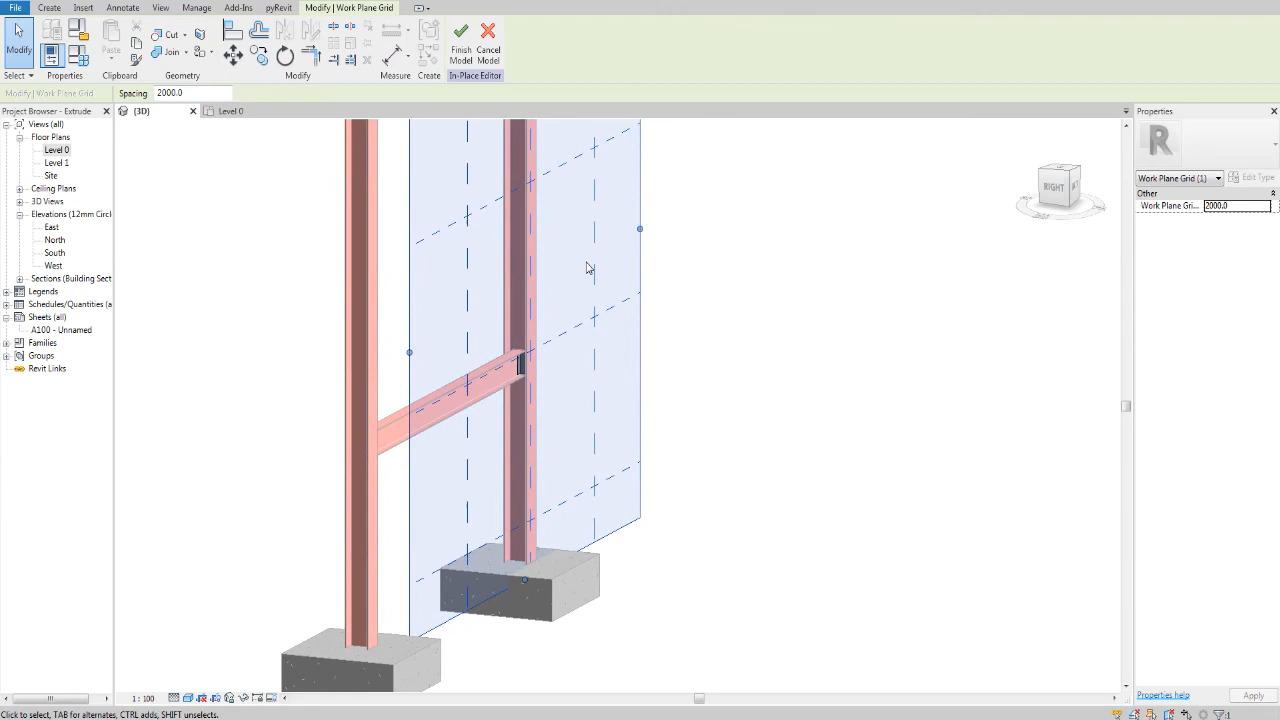 File Create Insert Annotate View Manage Add-Ins pyRevit Modify | Work Plane Grid
Modify
Paste
Cut
Join
Finish Model
Cancel Model
Select Properties Clipboard Geometry Modify Measure Create In-Place Editor
Modify | Work Plane Grid Spacing 2000.0
Project Browser - Extrude
{3D}
Level 0
Properties
Views (all)
Floor Plans
Level 0
Level 1
Site
Ceiling Plans
3D Views
Elevations (12mm Circl
East
North
South
West
Sections (Building Sect
Legends
Schedules/Quantities (a
Sheets (all)
A100 - Unnamed
Families
Groups
Revit Links
RIGHT
R
Work Plane Grid (1)
Edit Type
Other
Work Plane Gri... 2000.0
1 : 100
Properties help
Apply
Click to select, TAB for alternates, CTRL adds, SHIFT unselects.
:1